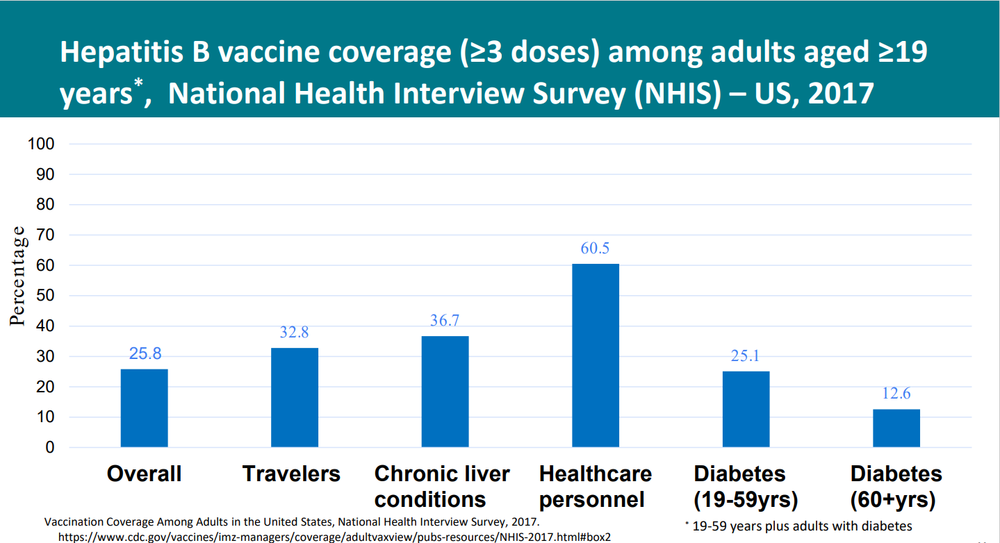 Hepatitis B vaccine coverage (≥3 doses) among adults aged ≥19
years*, National Health Interview Survey (NHIS) – US, 2017
Percentage
100
90
80
70
60
50
40
30
20
10
0
25.8
32.8
36.7
60.5
25.1
12.6
Overall
Travelers
Chronic liver
conditions
Healthcare
personnel
Diabetes
(19-59yrs)
Diabetes
(60+yrs)
Vaccination Coverage Among Adults in the United States, National Health Interview Survey, 2017.
https://www.cdc.gov/vaccines/imz-managers/coverage/adultvaxview/pubs-resources/NHIS-2017.html#box2
* 19-59 years plus adults with diabetes